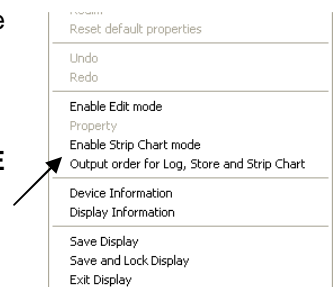 e
Reset default properties
Undo
Redo
Enable Edit mode
Property
Enable Strip Chart mode
Output order for Log, Store and Strip Chart
E
Device Information
Display Information
Save Display
Save and Lock Display
Exit Display